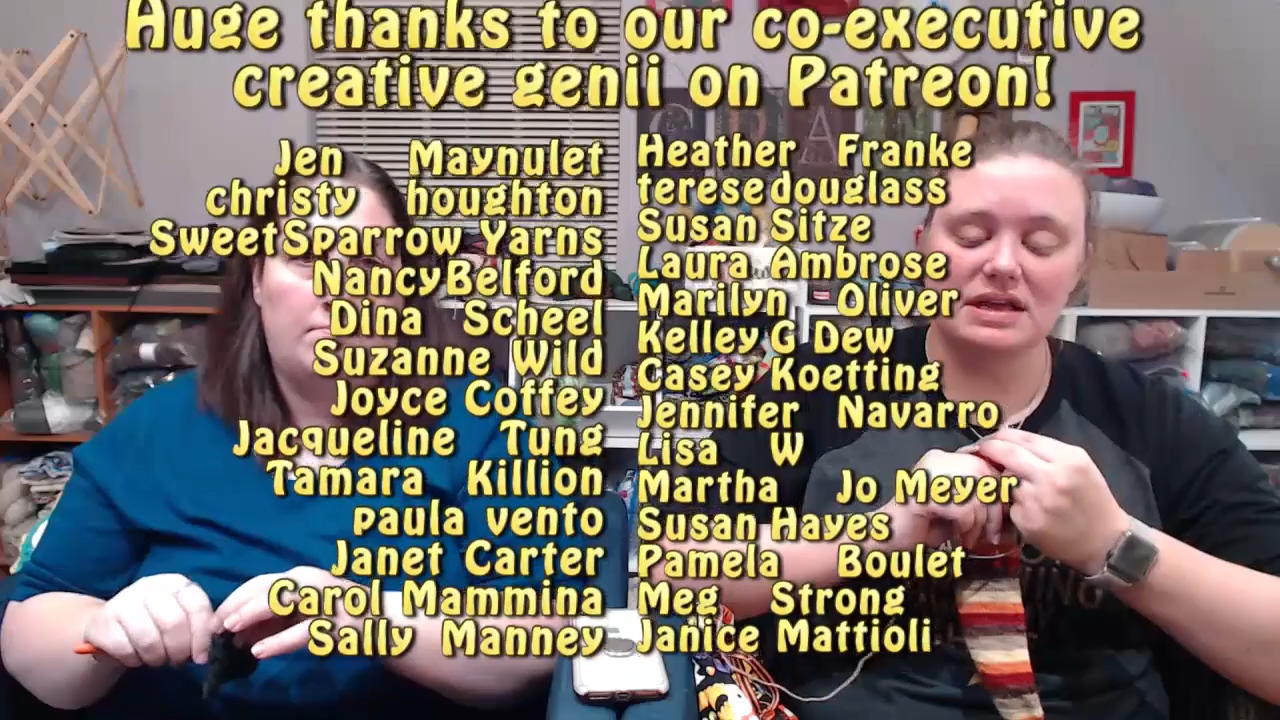 Huge thanks to our co-executive
creative genii on Patreon!
Jen Maynulet
christy houghton
SweetSparrow Yarns
NancyBelford
Dina Scheel
Suzanne Wild
Joyce Coffey
Jacqueline Tung
Tamara Killion
paula vento
Janet Carter
Carol Mammina
Sally Manney
Heather Franke
teresedouglass
Susan Sitze
Laura Ambrose
Marilyn Oliver
Kelley G Dew
Casey Koetting
Jennifer Navarro
Lisa W
Martha Jo Meyer
Susan Hayes
Pamela Boulet
Meg Strong
Janice Mattioli